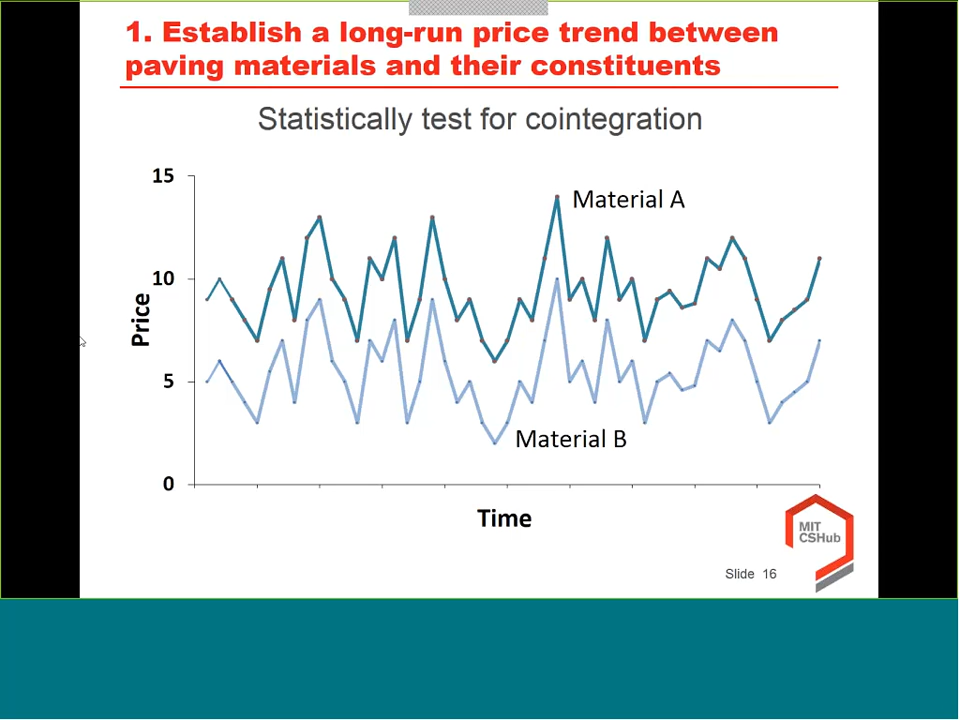 1. Establish a long-run price trend between
paving materials and their constituents
Statistically test for cointegration
15
10
5
0
Price
Material A
Material B
Time
MIT
CSHub
Slide 16